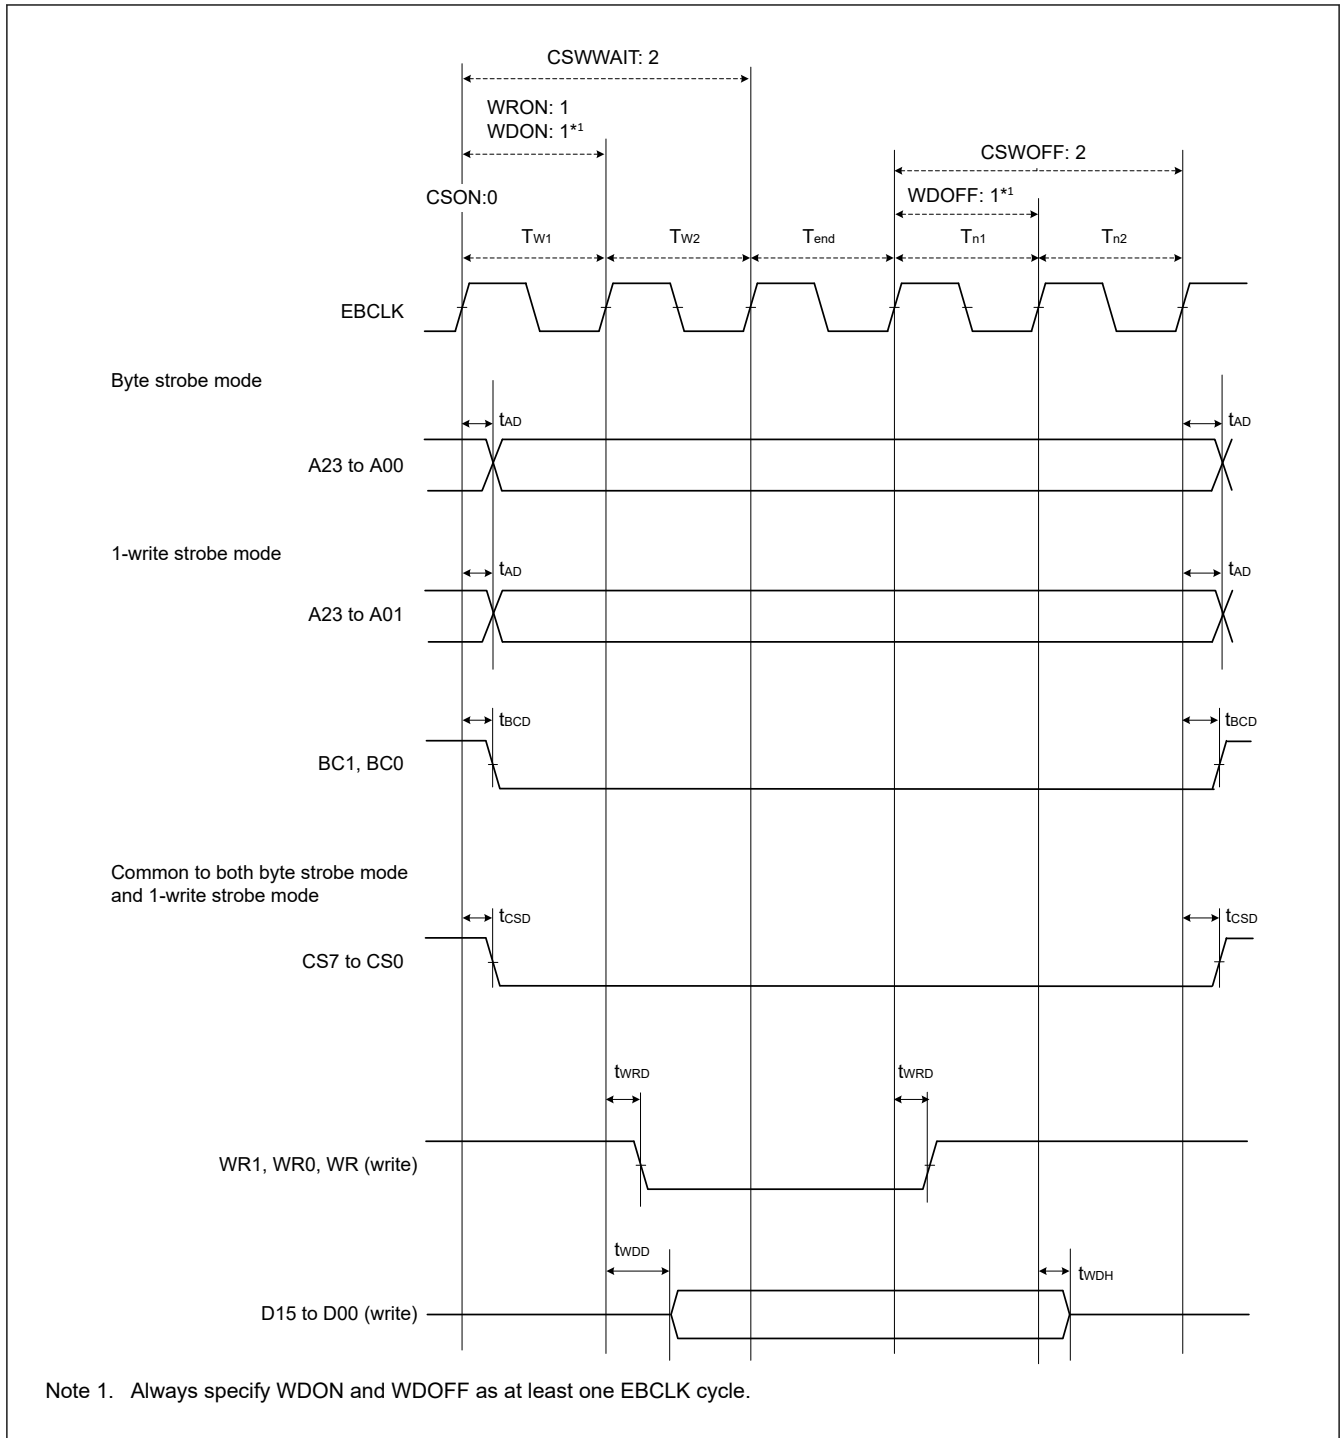 CSWWAIT: 2
WRON: 1
WDON: 1*1
CSWOFF: 2
WDOFF: 1*1
CSON:0
TW1
TW2
Tend
Tn1
Tn2
EBCLK
Byte strobe mode
tAD
tAD
A23 to A00
1-write strobe mode
tAD
tAD
A23 to A01
tBCD
tBCD
BC1, BC0
Common to both byte strobe mode
and 1-write strobe mode
tCSD
tCSD
CS7 to CS0
tWRD
tWRD
WR1, WR0, WR (write)
tWDD
tWDH
D15 to D00 (write)
Note 1. Always specify WDON and WDOFF as at least one EBCLK cycle.